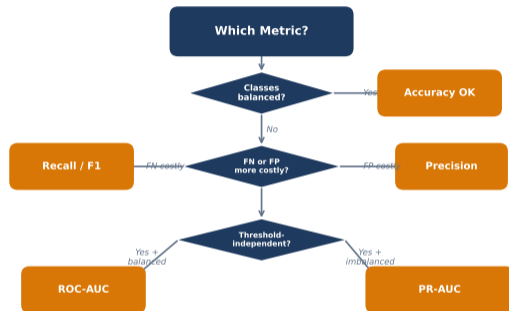 Which Metric?
Classes
balanced?
Yes
Accuracy OK
No
Recall / F1
FN costly
FN or FP
more costly?
FP costly
Precision
Threshold-
independent?
Yes +
balanced
Yes +
imbalanced
ROC-AUC
PR-AUC